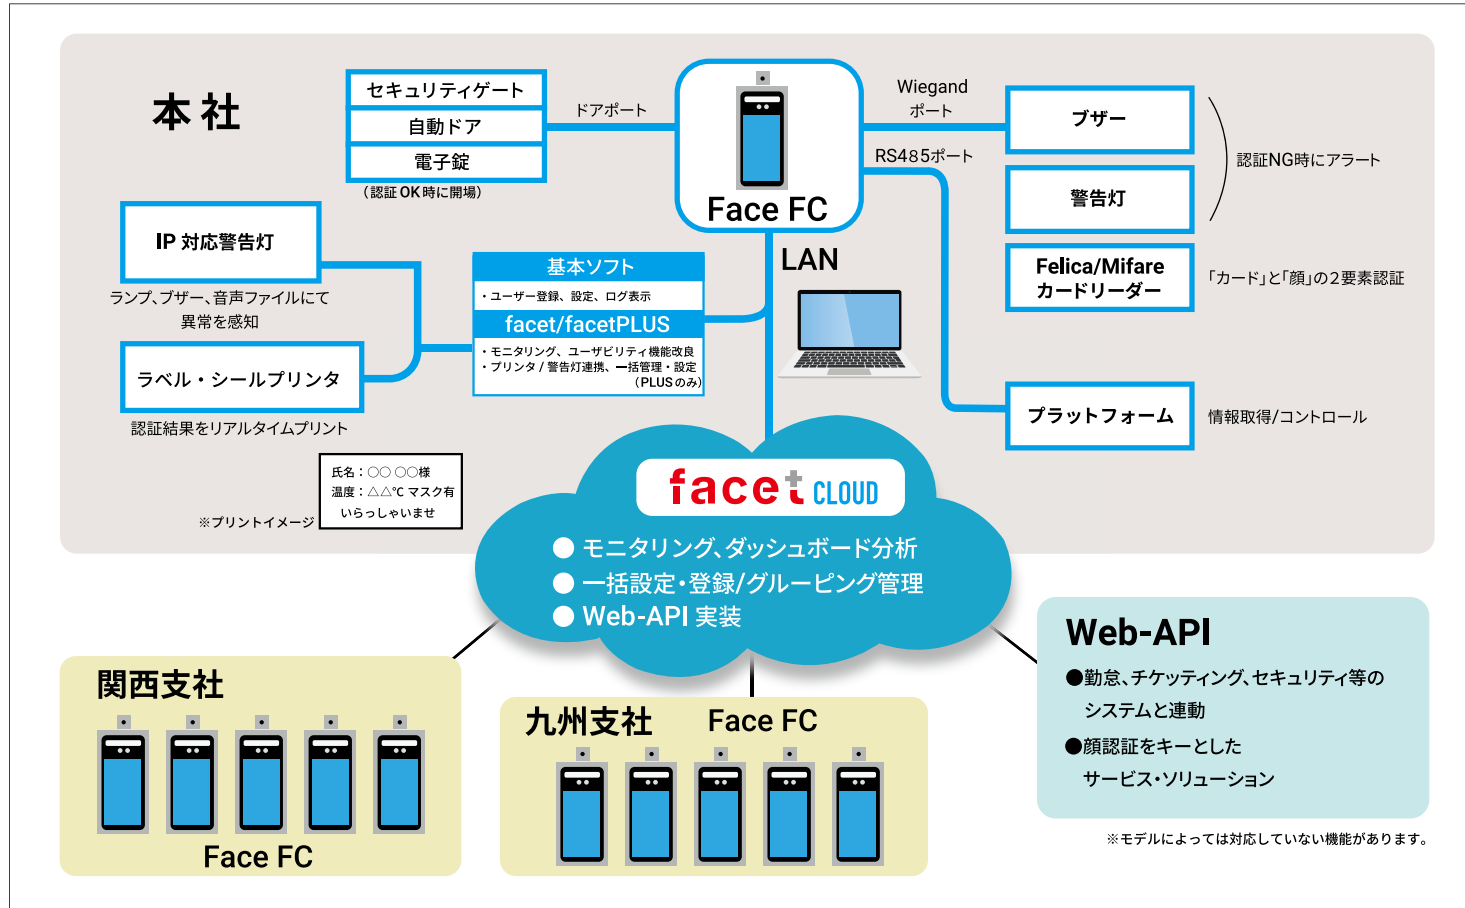 本社
セキュリティゲート
自動ドア
電子錠
(認証 OK 時に開場)
ドアポート
Face FC
Wiegand
ポート
RS485ポート
ブザー
警告灯
認証NG時にアラート
Felica/Mifare
カードリーダー
「カード」と「顔」の2要素認証
プラットフォーム
情報取得/コントロール
IP 対応警告灯
ランプ、ブザー、音声ファイルにて
異常を感知
ラベル・シールプリンタ
認証結果をリアルタイムプリント
基本ソフト
・ユーザー登録、設定、ログ表示
facet/facetPLUS
・モニタリング、ユーザビリティ機能改良
・プリンタ / 警告灯連携、一括管理・設定
(PLUS のみ)
LAN
氏名:○○ ○○様
温度:△△℃ マスク有
いらっしゃいませ
※プリントイメージ
facet CLOUD
● モニタリング、ダッシュボード分析
● 一括設定・登録/グルーピング管理
● Web-API 実装
関西支社
Face FC
九州支社 Face FC
Web-API
●勤怠、チケッティング、セキュリティ等の
システムと連動
●顔認証をキーとした
サービス・ソリューション
※モデルによっては対応していない機能があります。